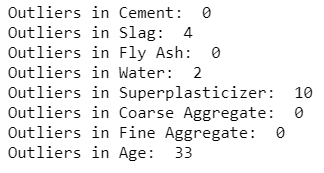 Outliers in Cement:  0
Outliers in Slag:  4
Outliers in Fly Ash:  0
Outliers in Water:  2
Outliers in Superplasticizer:  10
Outliers in Coarse Aggregate:  0
Outliers in Fine Aggregate:  0
Outliers in Age:  33